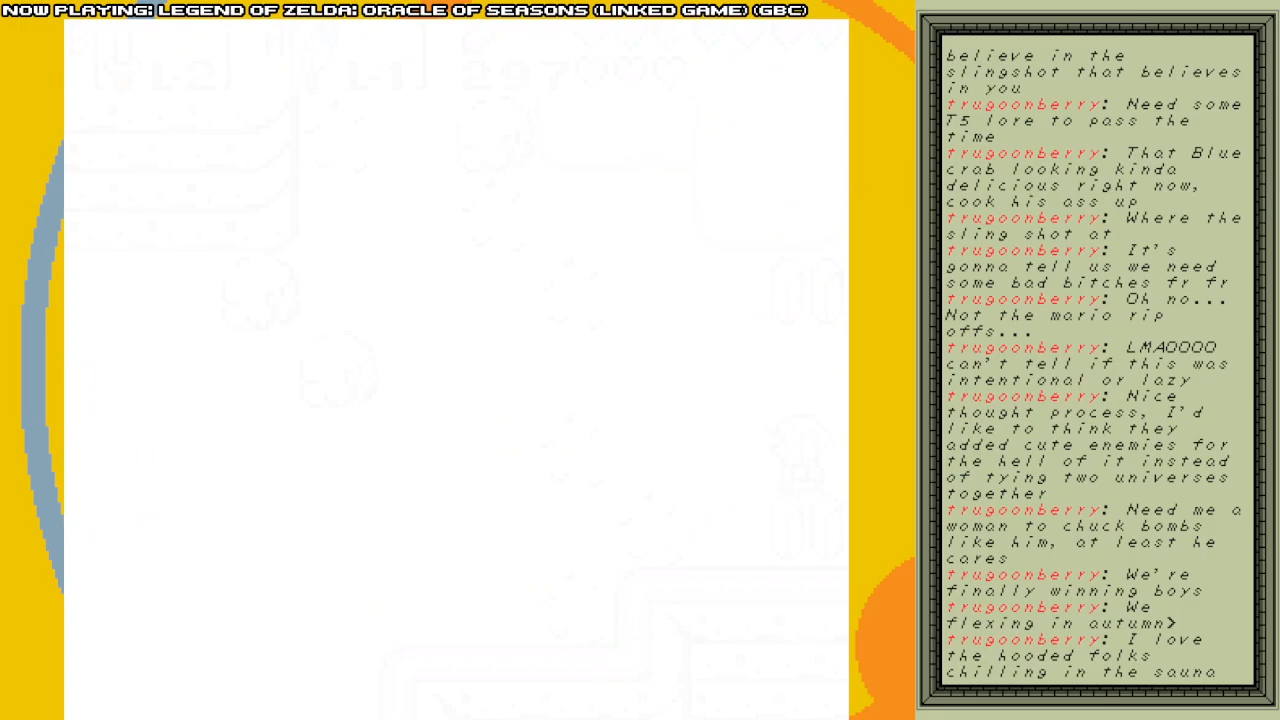 NOW PLAYING: LEGEND OF ZELDA: ORACLE OF SEASONS (LINKED GAME) (GBC)
L-2 L-1 297
believe in the
slingshot that believes
in you
trugoonberry: Need some
T5 lore to pass the
time
trugoonberry: That Blue
crab looking kinda
delicious right now,
cook his ass up
trugoonberry: Where the
sling shot at
trugoonberry: It's
gonna tell us we need
some bad bitches fr fr
trugoonberry: Oh no...
Not the mario rip
offs...
trugoonberry: LMAOOOO
can't tell if this was
intentional or lazy
trugoonberry: Nice
thought process, I'd
like to think they
added cute enemies for
the hell of it instead
of tying two universes
together
trugoonberry: Need me a
woman to chuck bombs
like him, at least he
cares
trugoonberry: We're
finally winning boys
trugoonberry: We
flexing in autumn>
trugoonberry: I love
the hooded folks
chilling in the sauna